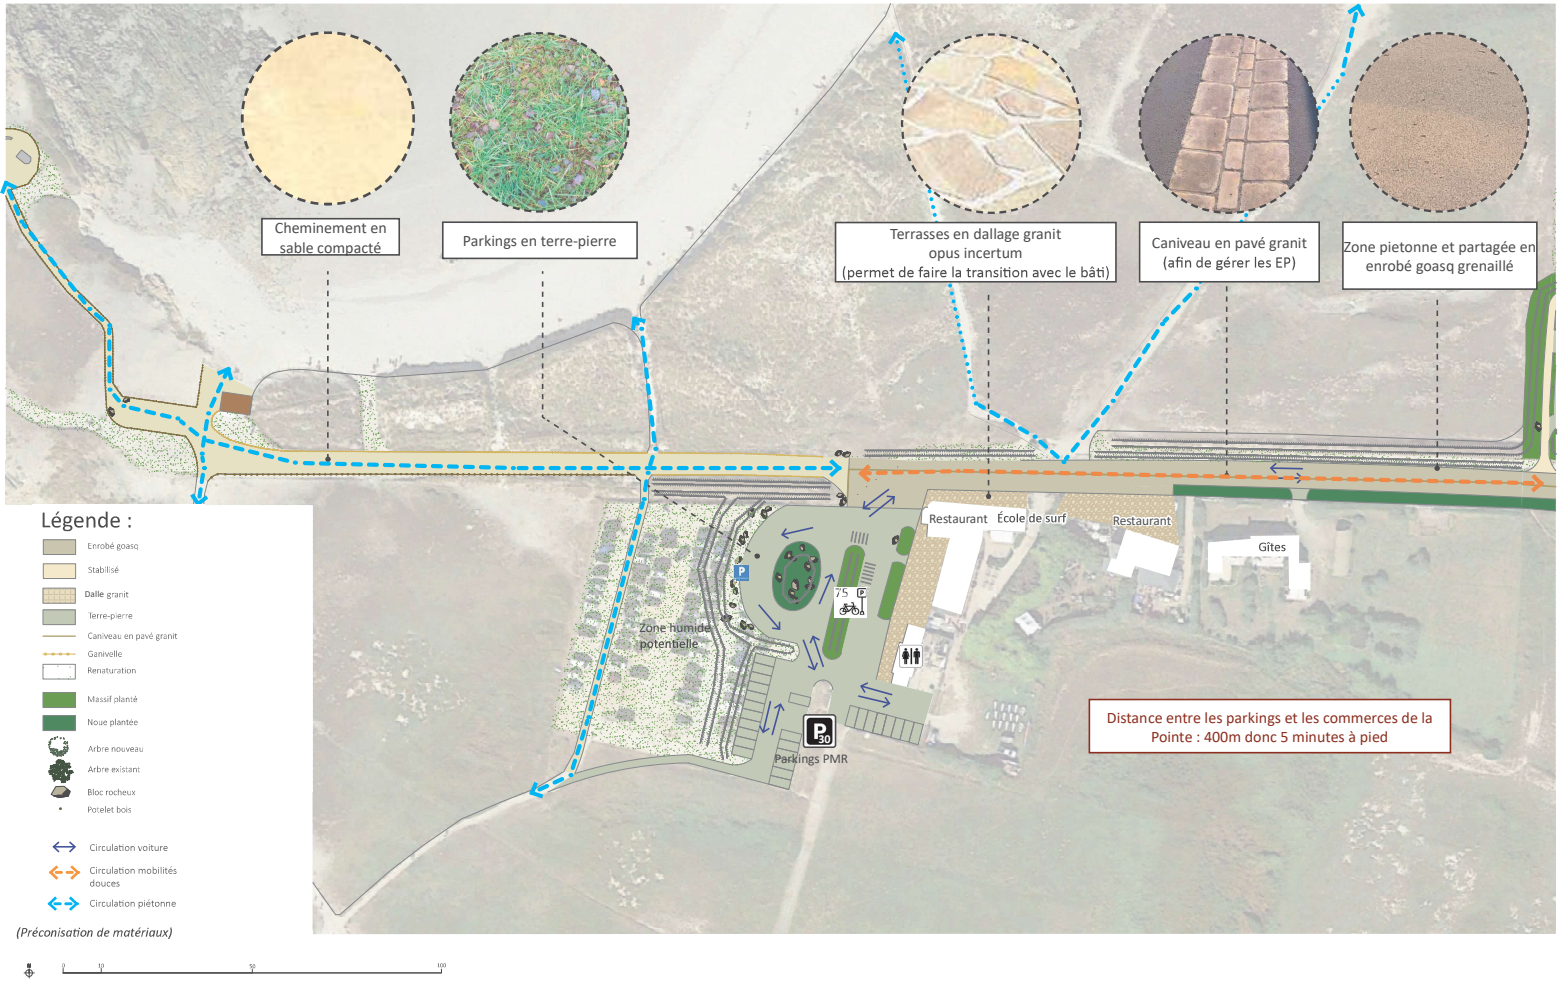 Cheminement en
sable compacté
Parkings en terre-pierre
Terrasses en dallage granit
opus incertum
(permet de faire la transition avec le bâti)
Caniveau en pavé granit
(afin de gérer les EP)
Zone pietonne et partagée en
enrobé goasq grenaillé
Restaurant
École de surf
Restaurant
Gîtes
P
75
P
Zone humide
potentielle
P
30
Parkings PMR
Distance entre les parkings et les commerces de la
Pointe : 400m donc 5 minutes à pied
Légende :
Enrobé goasq
Stabilisé
Dalle granit
Terre-pierre
Caniveau en pavé granit
Ganivelle
Renaturation
Massif planté
Noue plantée
Arbre nouveau
Arbre existant
Bloc rocheux
Potelet bois
Circulation voiture
Circulation mobilités
douces
Circulation piétonne
(Préconisation de matériaux)
0 10 50 100